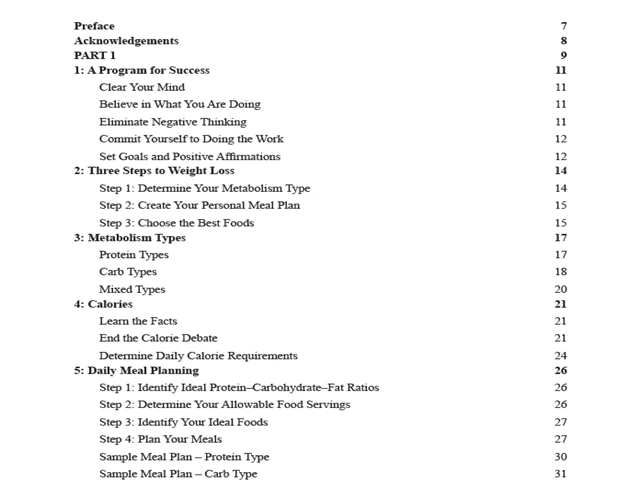 Preface 7
Acknowledgements 8
PART 1 9
1: A Program for Success 11
Clear Your Mind 11
Believe in What You Are Doing 11
Eliminate Negative Thinking 11
Commit Yourself to Doing the Work 12
Set Goals and Positive Affirmations 12
2: Three Steps to Weight Loss 14
Step 1: Determine Your Metabolism Type 14
Step 2: Create Your Personal Meal Plan 15
Step 3: Choose the Best Foods 15
3: Metabolism Types 17
Protein Types 17
Carb Types 18
Mixed Types 20
4: Calories 21
Learn the Facts 21
End the Calorie Debate 21
Determine Daily Calorie Requirements 24
5: Daily Meal Planning 26
Step 1: Identify Ideal Protein–Carbohydrate–Fat Ratios 26
Step 2: Determine Your Allowable Food Servings 26
Step 3: Identify Your Ideal Foods 27
Step 4: Plan Your Meals 27
Sample Meal Plan – Protein Type 30
Sample Meal Plan – Carb Type 31